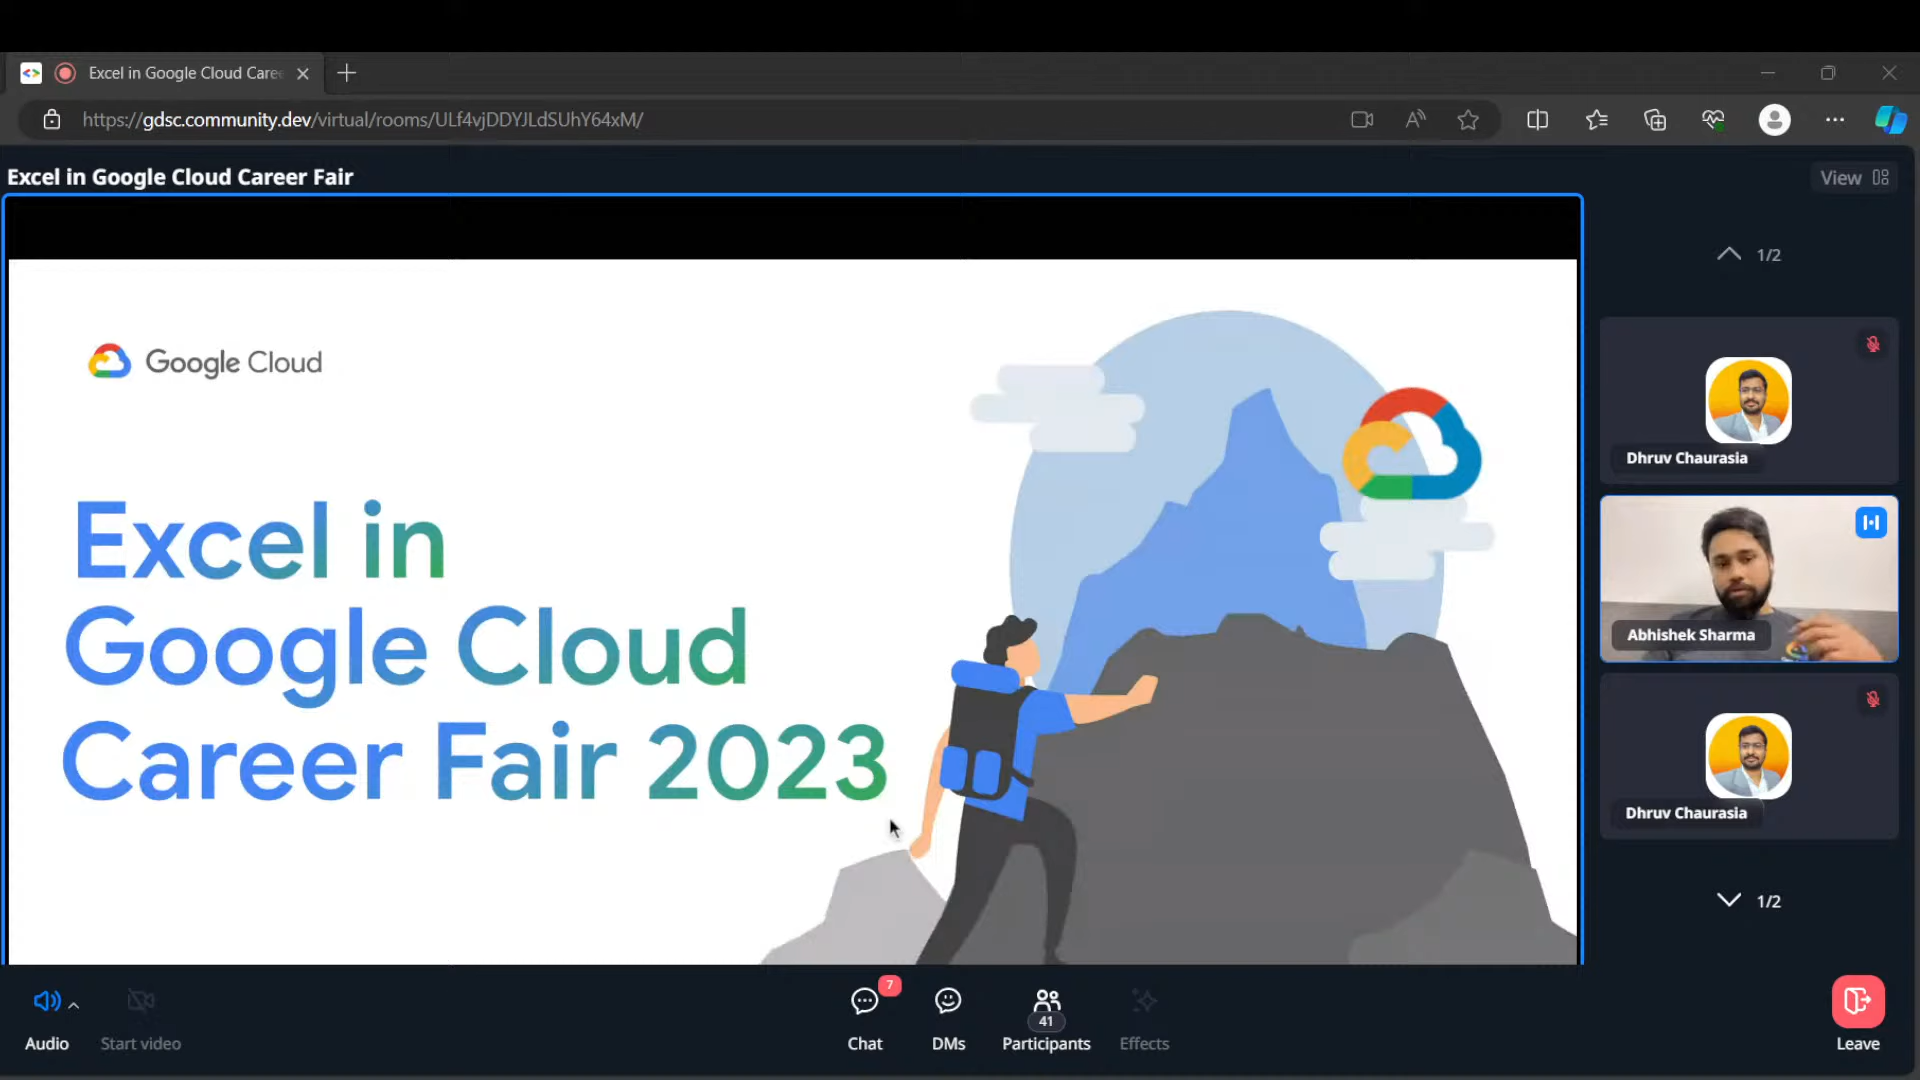 Excel in Google Cloud Care
https://gdsc.community.dev/virtual/rooms/ULf4vjDDYJLdSUhY64xM/
Excel in Google Cloud Career Fair
View
1/2
Google Cloud
Excel in
Google Cloud
Career Fair 2023
Dhruv Chaurasia
Abhishek Sharma
Dhruv Chaurasia
1/2
Audio
Start video
7
Chat
DMs
41
Participants
Effects
Leave